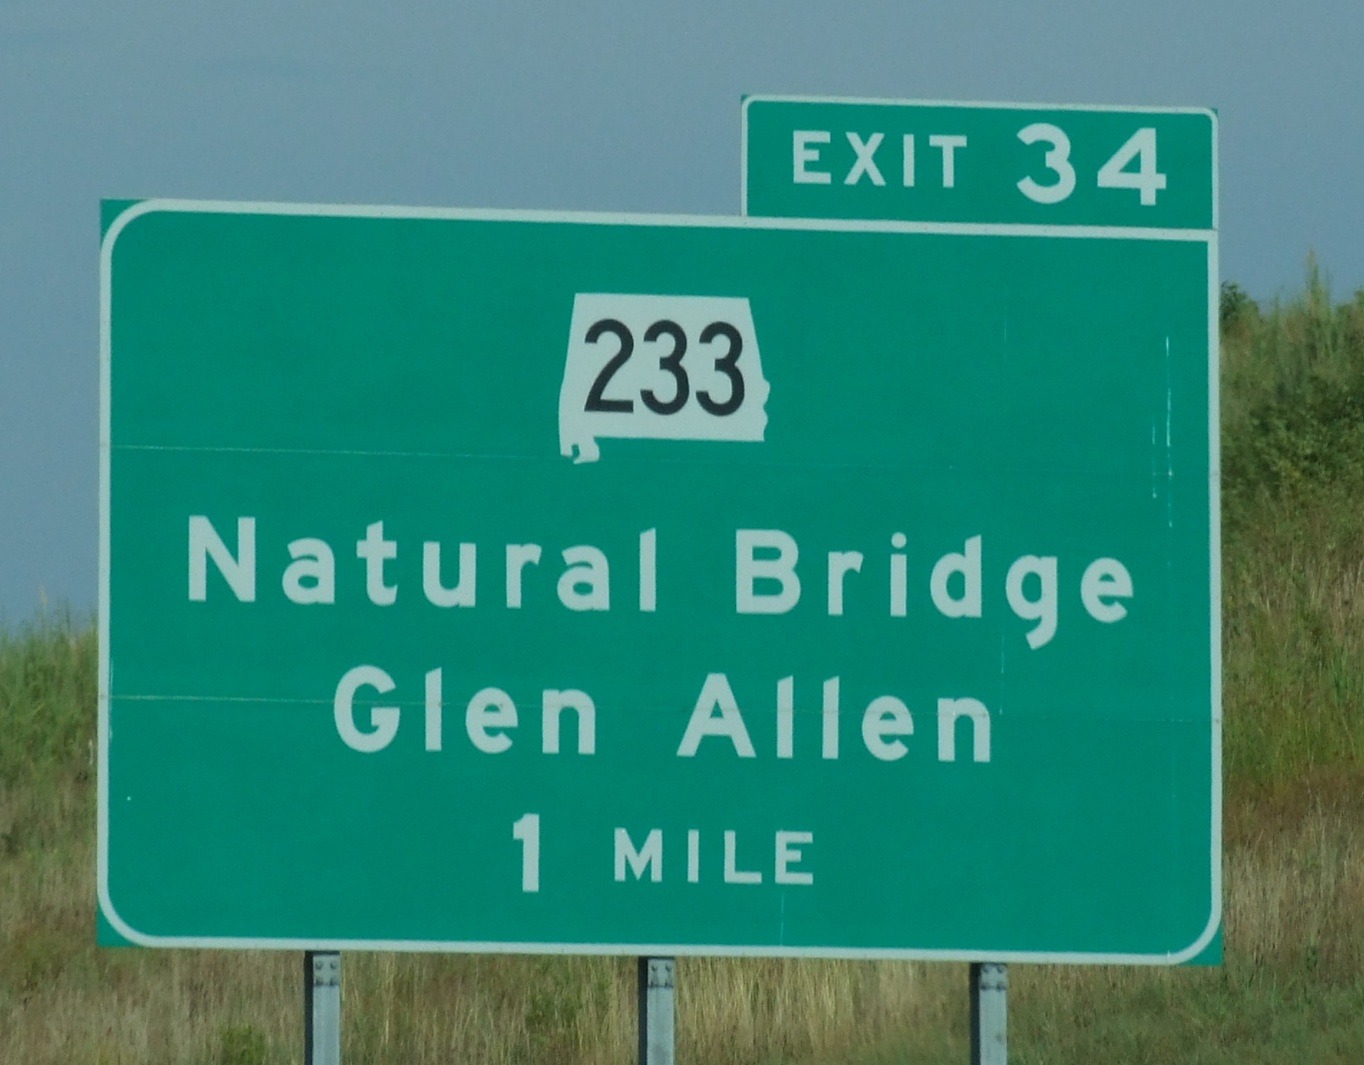 EXIT 34
233
Natural Bridge
Glen Allen
1 MILE